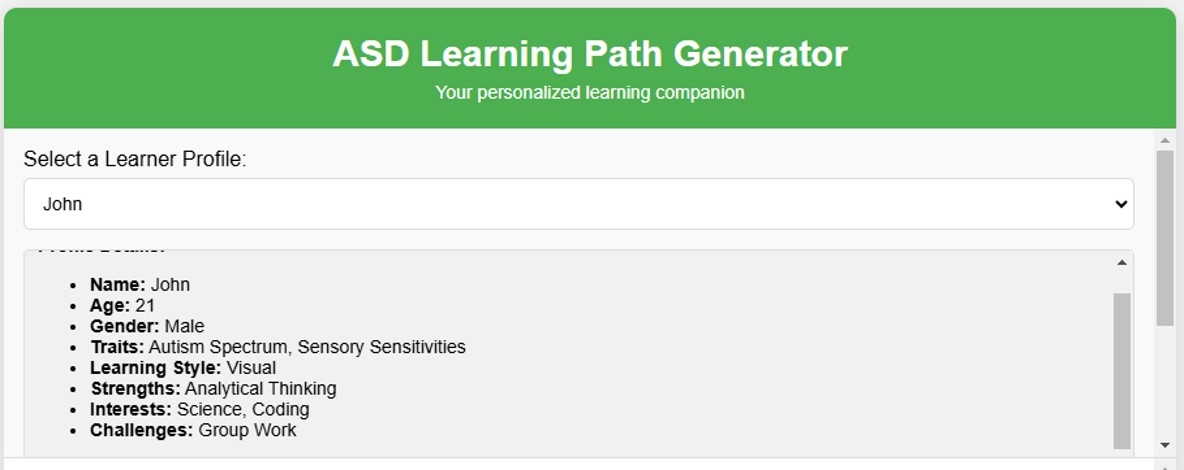 ASD Learning Path Generator
Your personalized learning companion
Select a Learner Profile:
John
Name: John
Age: 21
Gender: Male
Traits: Autism Spectrum, Sensory Sensitivities
Learning Style: Visual
Strengths: Analytical Thinking
Interests: Science, Coding
Challenges: Group Work